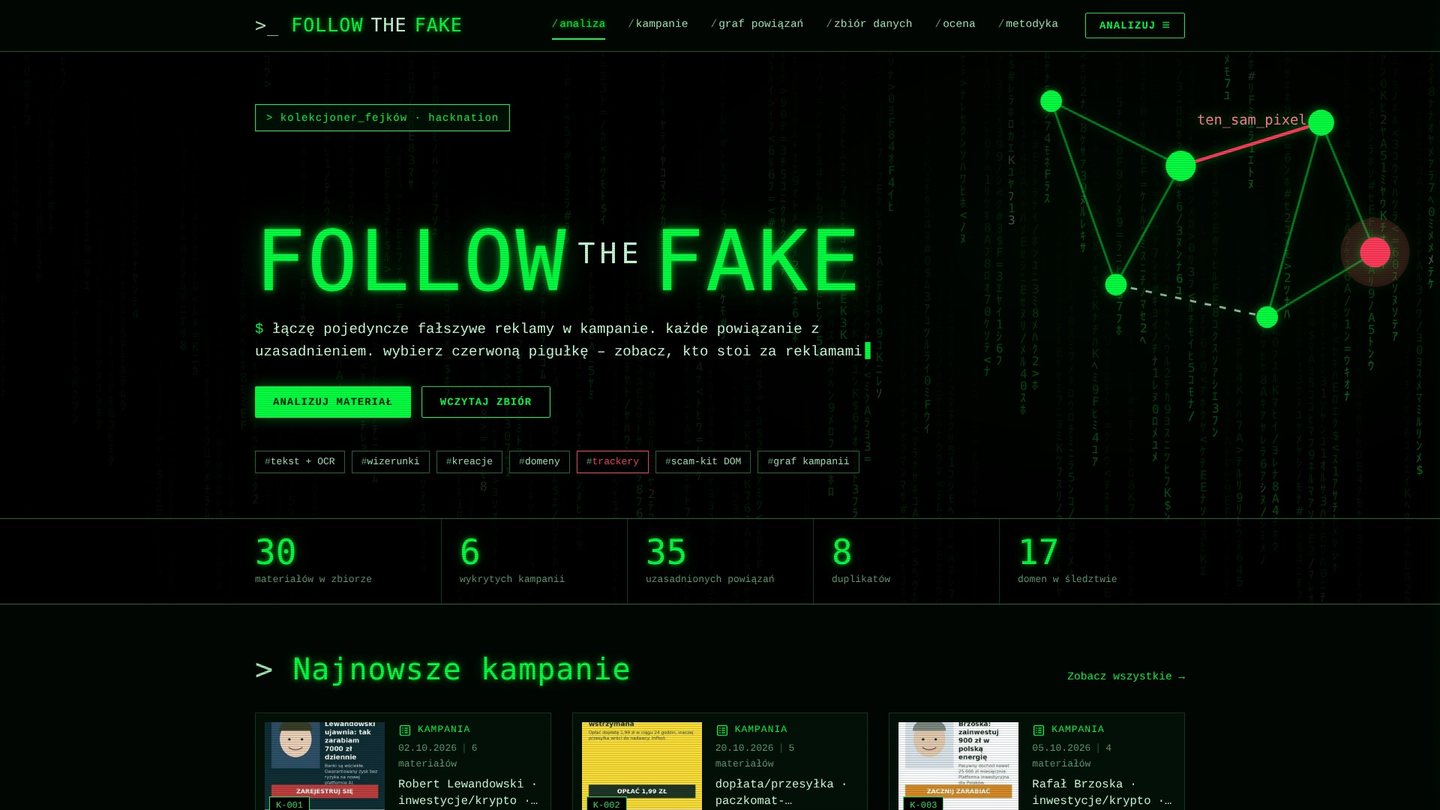 >_ FOLLOW THE FAKE
/analiza
/kampanie
/graf powiązań
/zbiór danych
/ocena
/metodyka
ANALIZUJ ≡
> kolekcjoner_fejków · hacknation
ten_sam_pixel
FOLLOW THE FAKE
$ łączę pojedyncze fałszywe reklamy w kampanie. każde powiązanie z
uzasadnieniem. wybierz czerwoną pigułkę – zobacz, kto stoi za reklamami
ANALIZUJ MATERIAŁ
WCZYTAJ ZBIÓR
#tekst + OCR
#wizerunki
#kreacje
#domeny
#trackery
#scam-kit DOM
#graf kampanii
30
materiałów w zbiorze
6
wykrytych kampanii
35
uzasadnionych powiązań
8
duplikatów
17
domen w śledztwie
> Najnowsze kampanie
Zobacz wszystkie →
Lewandowski
ujawnia: tak
zarabiam
7000 zł
dziennie
ZAREJESTRUJ SIĘ
K-001
KAMPANIA
02.10.2026 | 6
materiałów
Robert Lewandowski ·
inwestycje/krypto ·…
wstrzymana
OPŁAĆ 1,99 ZŁ
K-002
KAMPANIA
20.10.2026 | 5
materiałów
dopłata/przesyłka ·
paczkomat-…
Brzoska:
zainwestuj
900 zł w
polską
energię
ZACZNIJ ZARABIAĆ
K-003
KAMPANIA
05.10.2026 | 4
materiałów
Rafał Brzoska ·
inwestycje/krypto ·…